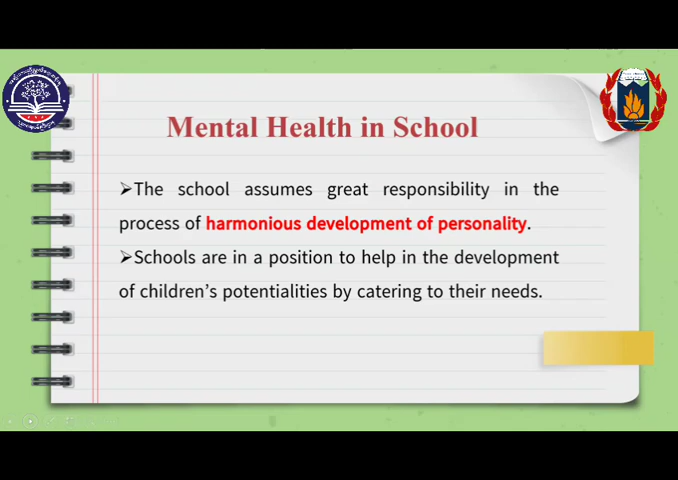 Mental Health in School
➢The school assumes great responsibility in the
process of harmonious development of personality.
➢Schools are in a position to help in the development
of children’s potentialities by catering to their needs.